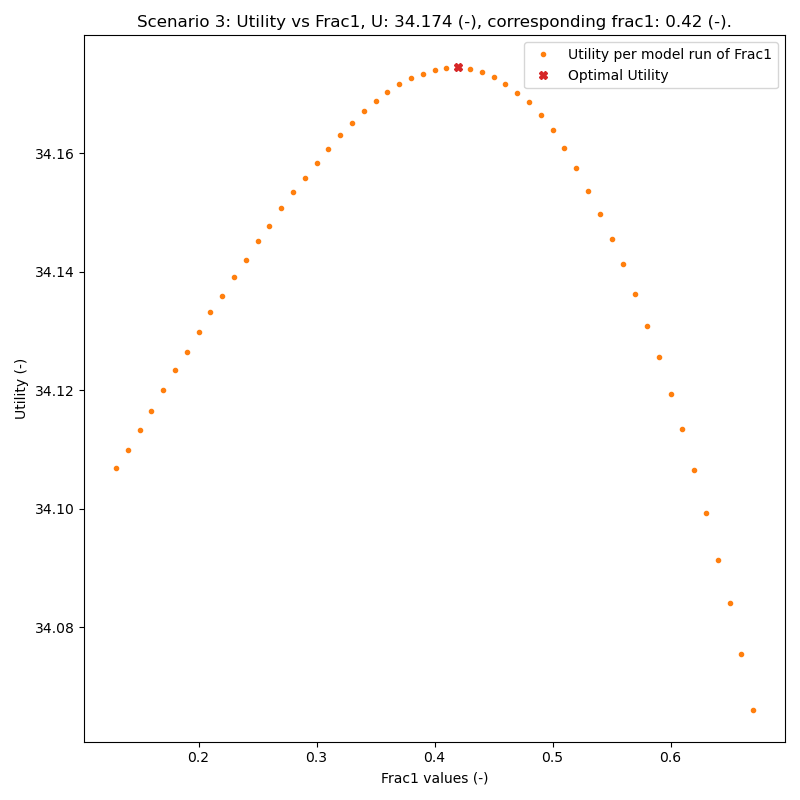 Scenario 3: Utility vs Frac1, U: 34.174 (-), corresponding frac1: 0.42 (-).
Utility per model run of Frac1
Optimal Utility
34.16
34.14
34.12
34.10
34.08
Utility (-)
0.2 0.3 0.4 0.5 0.6
Frac1 values (-)